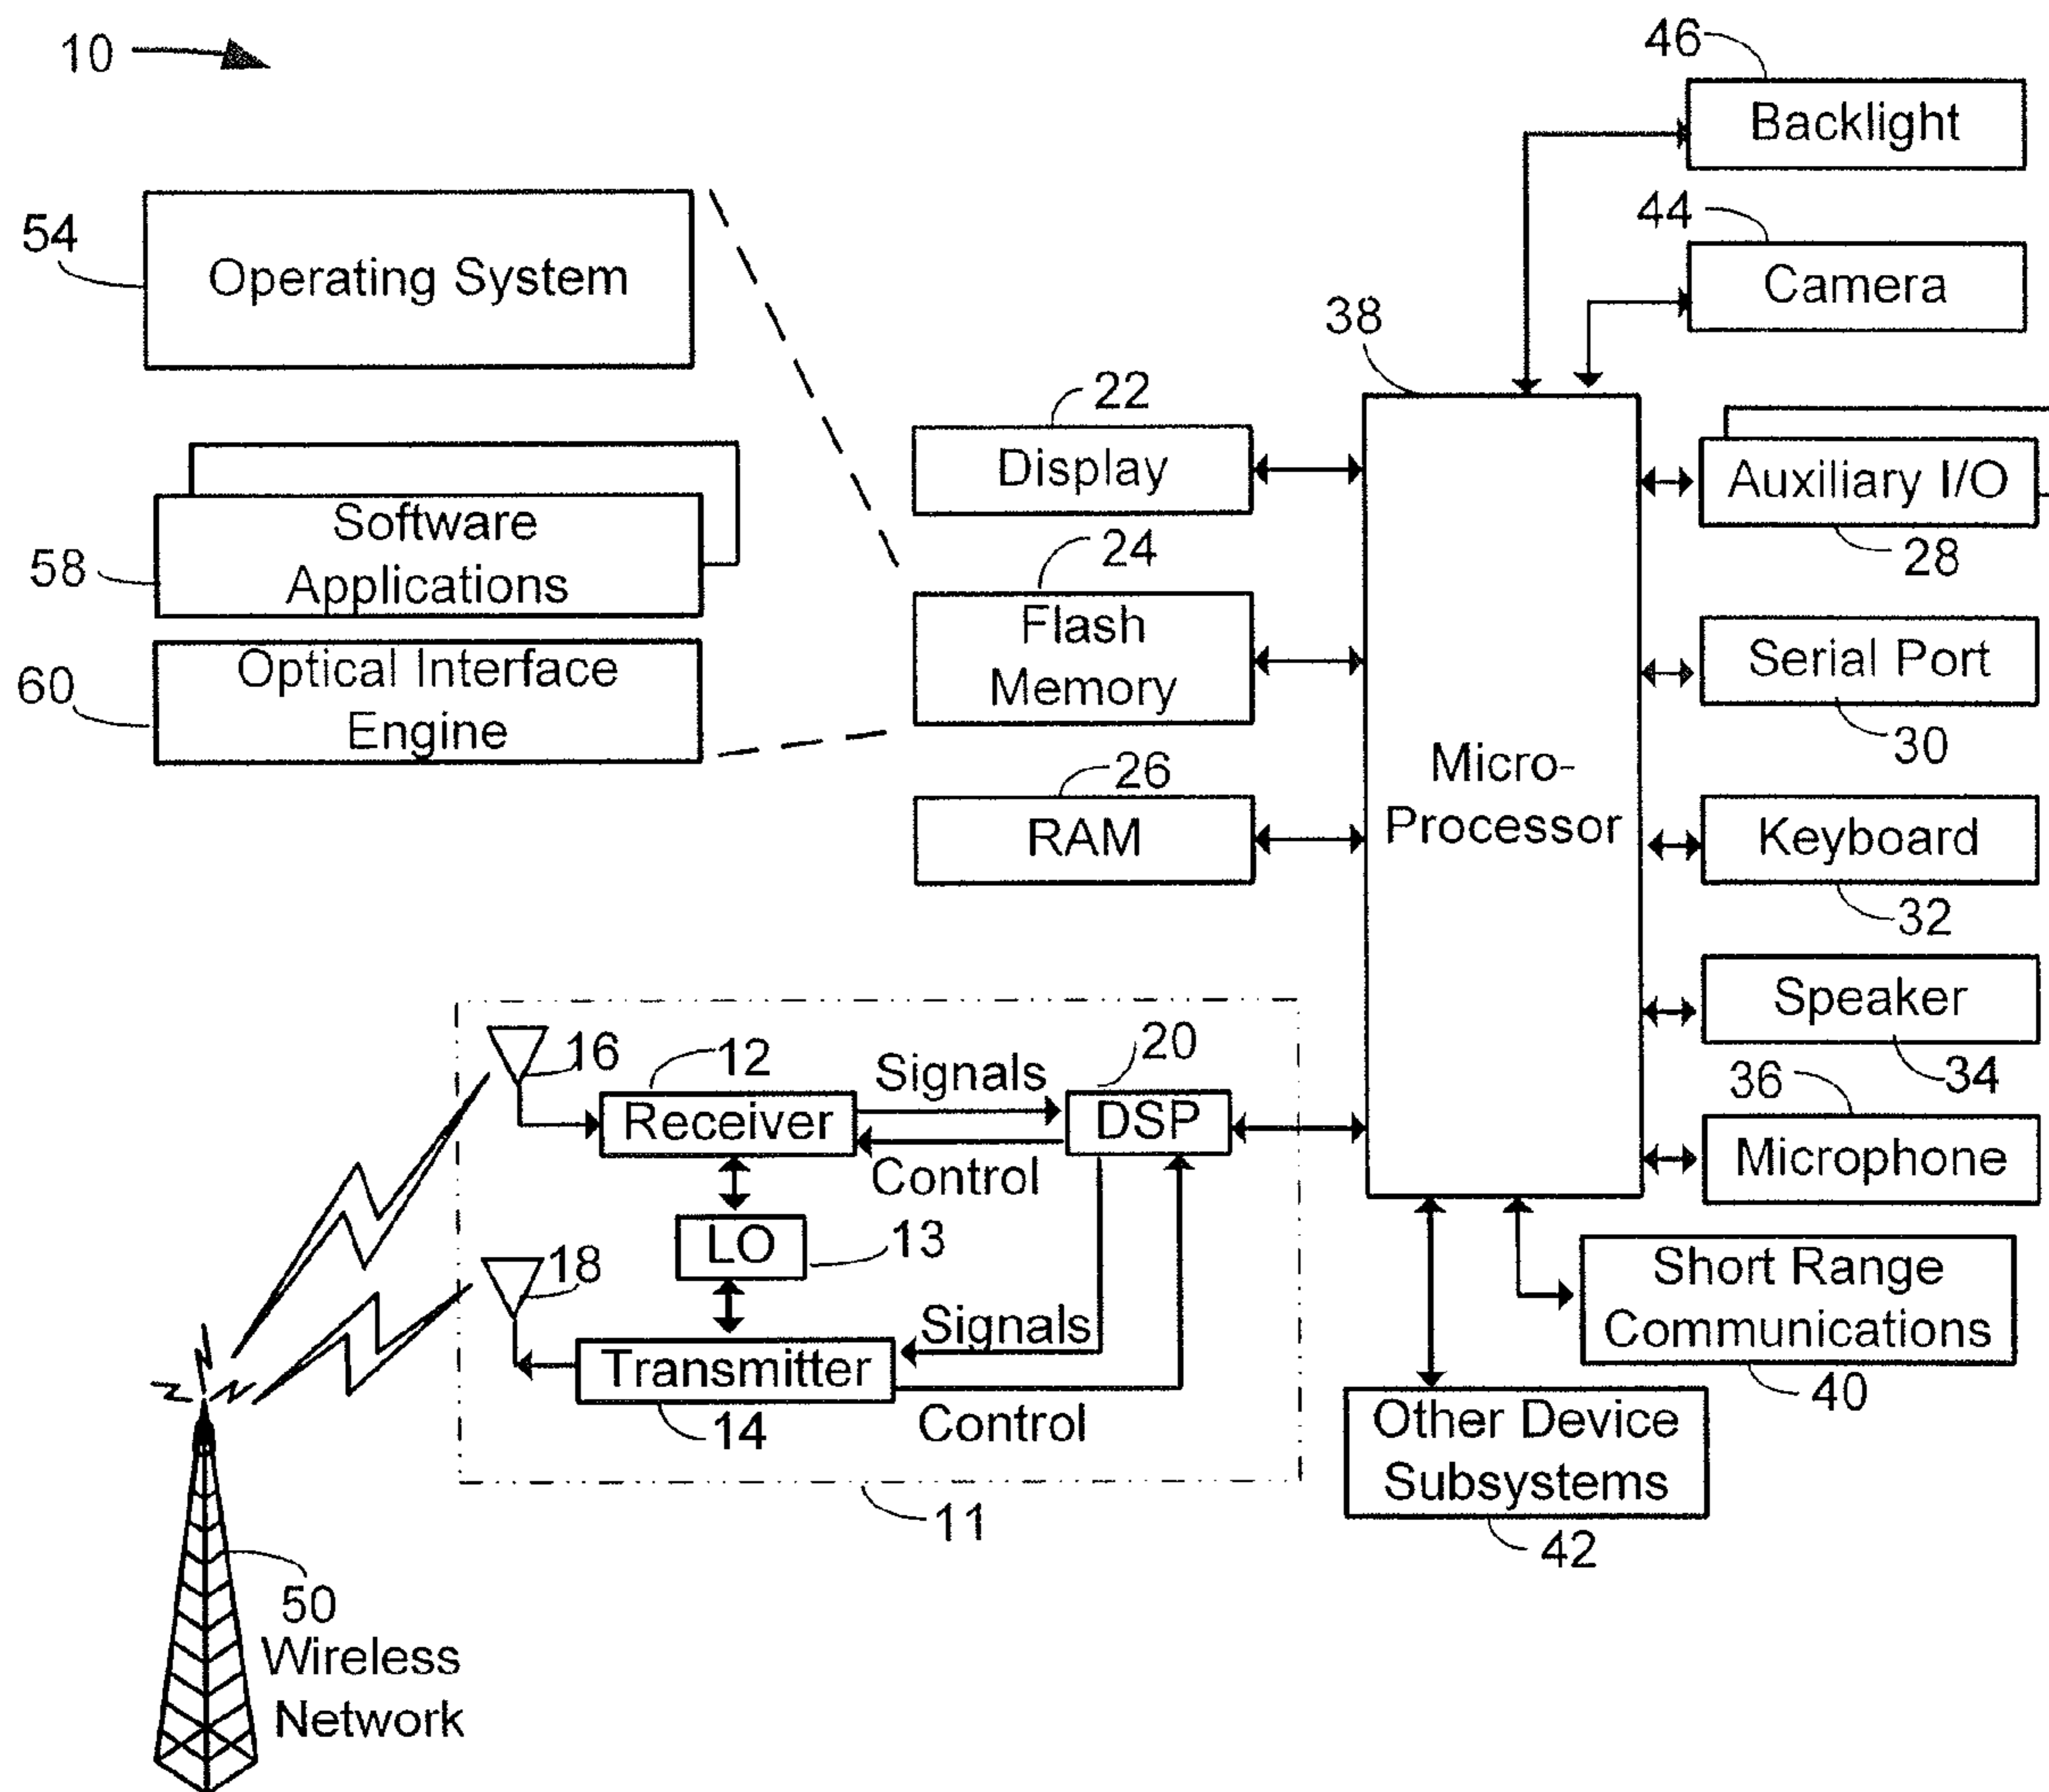 10
46
Backlight
44
Camera
54
Operating System
38
22
Display
Auxiliary I/O
28
58
Software
Applications
24
Flash
Memory
Serial Port
30
60
Optical Interface
Engine
26
RAM
Micro-
Processor
Keyboard
32
Speaker
34
16
12
Receiver
Signals
Control
20
DSP
36
Microphone
LO
13
18
Signals
Transmitter
14
Control
Short Range
Communications
40
Other Device
Subsystems
42
11
50
Wireless
Network